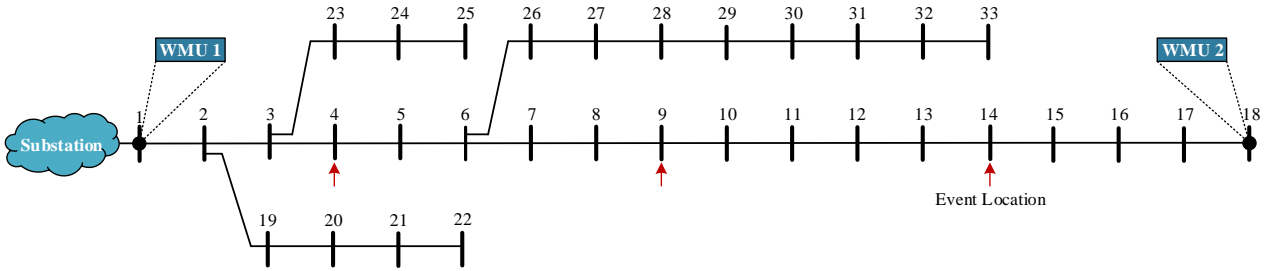 23 24 25 26 27 28 29 30 31 32 33
WMU 1 WMU 2
1 2 3 4 5 6 7 8 9 10 11 12 13 14 15 16 17 18
Substation
Event Location
19 20 21 22